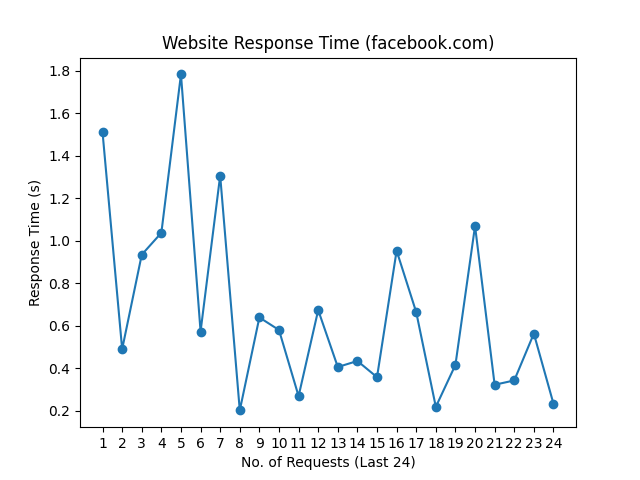 Website Response Time (facebook.com)
Response Time (s)
1.8
1.6
1.4
1.2
1.0
0.8
0.6
0.4
0.2
1 2 3 4 5 6 7 8 9 10 11 12 13 14 15 16 17 18 19 20 21 22 23 24
No. of Requests (Last 24)